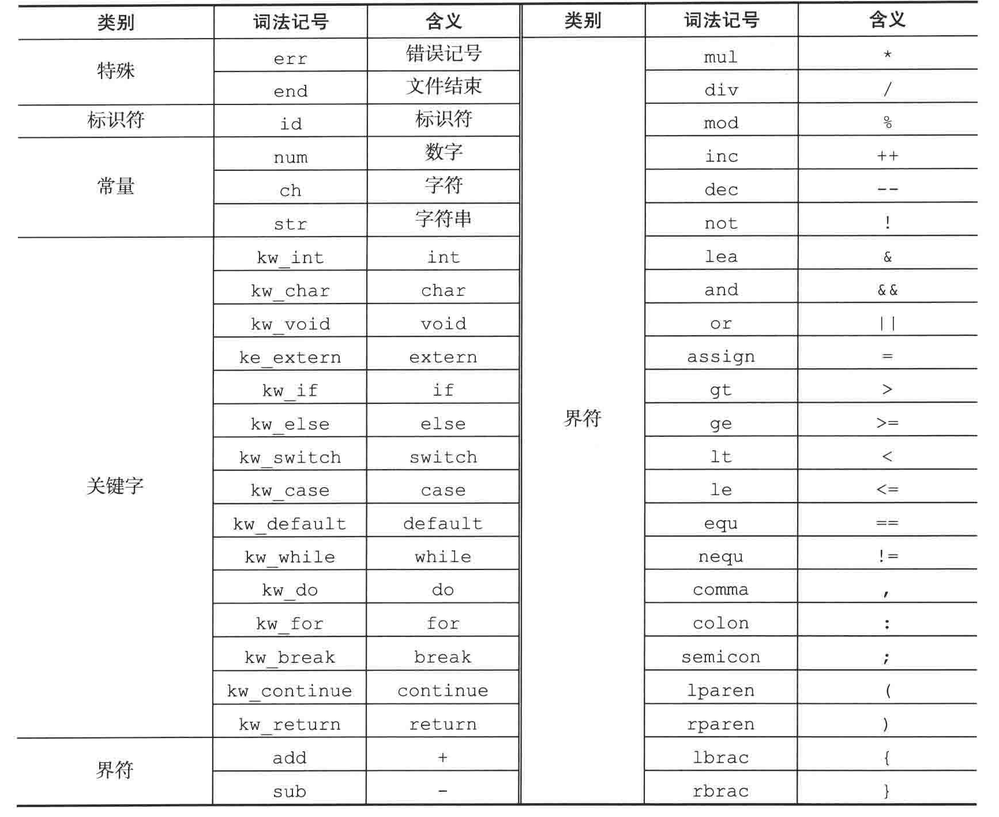 类别 词法记号 含义 类别 词法记号 含义
特殊 err 错误记号 界符 mul *
end 文件结束 div /
标识符 id 标识符 mod %
常量 num 数字 inc ++
ch 字符 dec --
str 字符串 not !
关键字 kw_int int lea &
kw_char char and &&
kw_void void or ||
ke_extern extern assign =
kw_if if gt >
kw_else else ge >=
kw_switch switch lt <
kw_case case le <=
kw_default default equ ==
kw_while while nequ !=
kw_do do comma ,
kw_for for colon :
kw_break break semicon ;
kw_continue continue lparen (
kw_return return rparen )
界符 add + lbrac {
sub - rbrac }